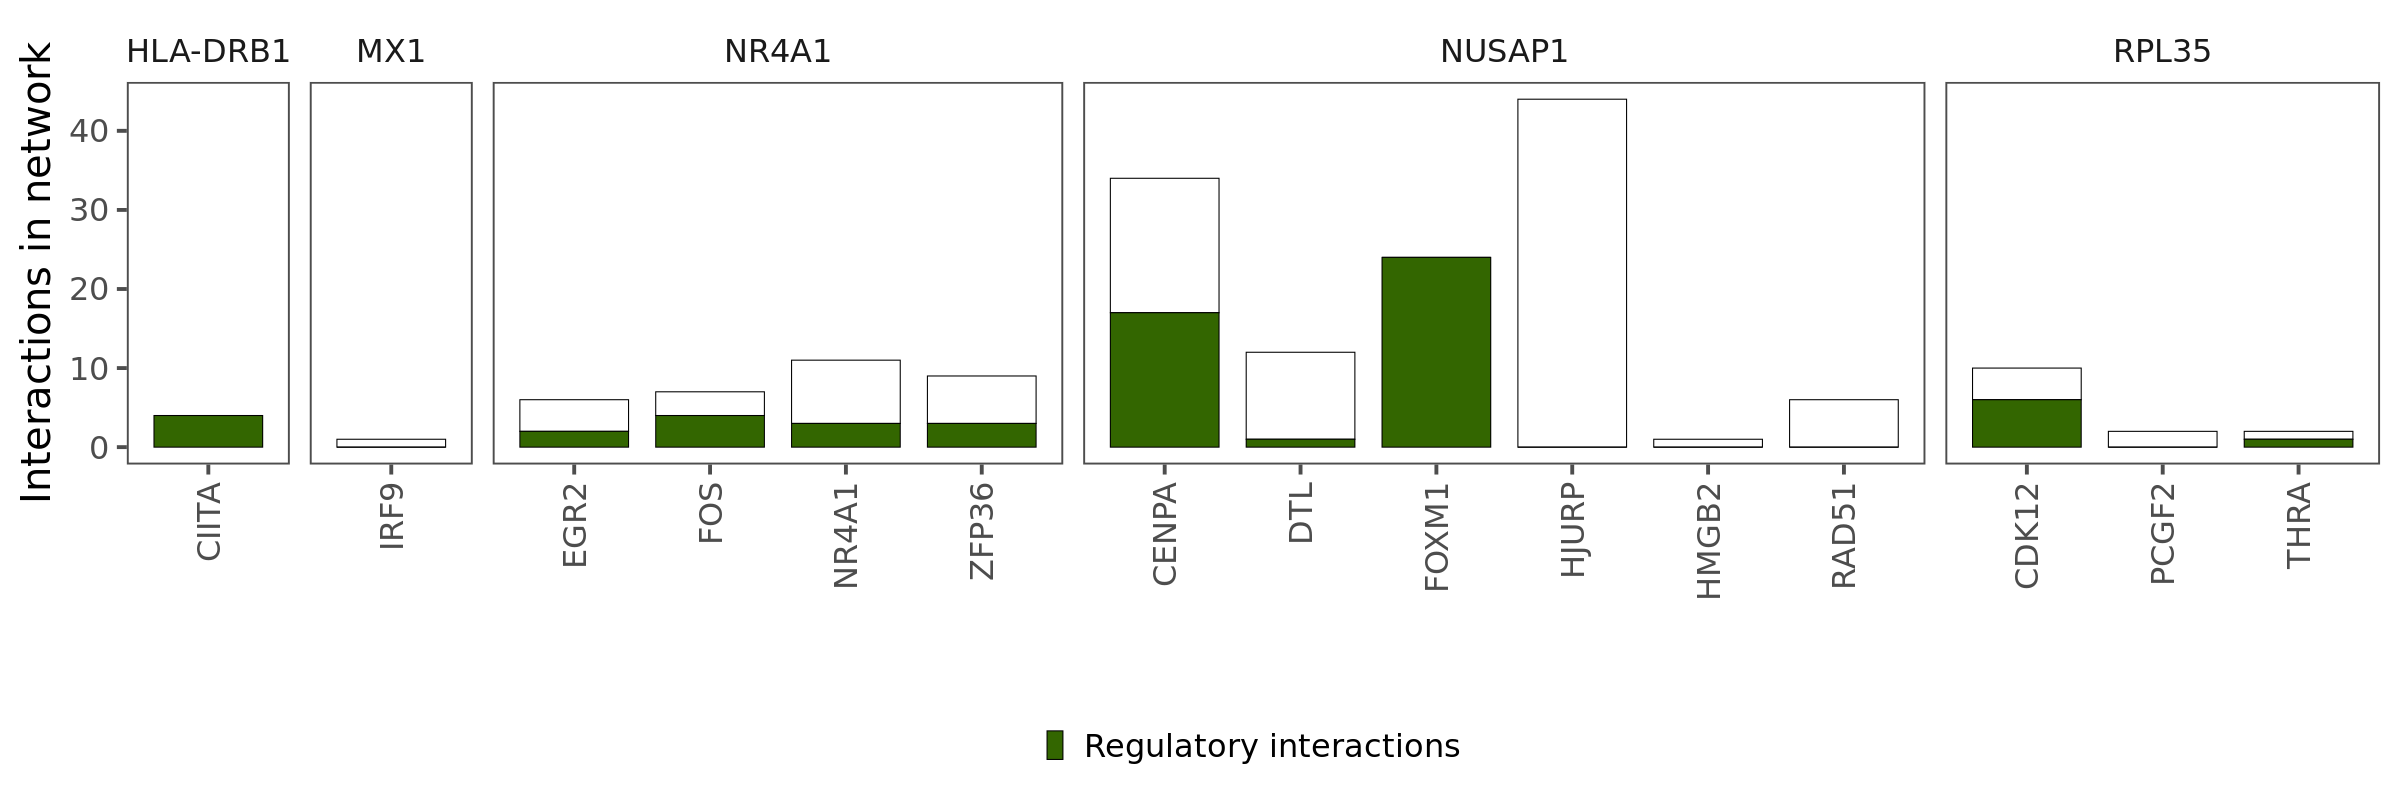 HLA-DRB1 MX1 NR4A1 NUSAP1 RPL35
Interactions in network
40
30
20
10
0
CIITA IRF9 EGR2 FOS NR4A1 ZFP36 CENPA DTL FOXM1 HJURP HMGB2 RAD51 CDK12 PCGF2 THRA
Regulatory interactions